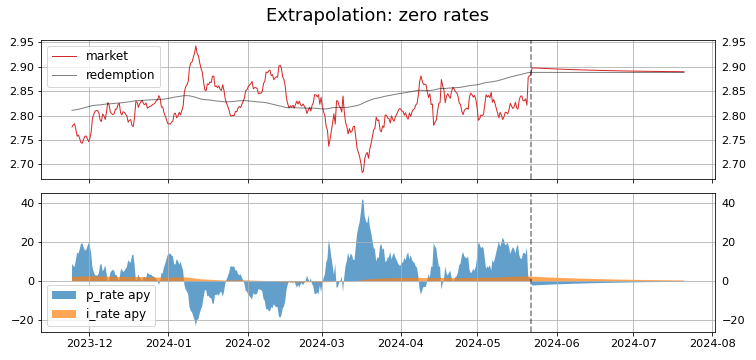 Extrapolation: zero rates
2.95 2.95
market
2.90 2.90
redemption
2.85 2.85
2.80 2.80
2.75 2.75
2.70 2.70
40 40
20 20
0 0
p_rate apy
i_rate apy
−20 −20
2023-12 2024-01 2024-02 2024-03 2024-04 2024-05 2024-06 2024-07 2024-08